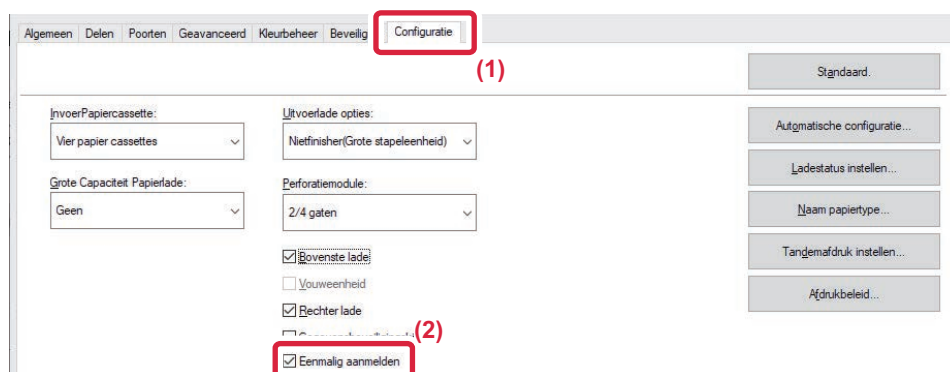 Algemeen Delen Poorten Geavanceerd Kleurbeheer Beveilig Configuratie
(1)
Standaard.
InvoerPapiercassette:
Vier papier cassettes
Uitvoerlade opties:
Nietfinisher(Grote stapeleenheid)
Automatische configuratie...
Ladestatus instellen...
Grote Capaciteit Papierlade:
Geen
Perforatiemodule:
2/4 gaten
Naam papiertype...
Tandemafdruk instellen...
Afdrukbeleid...
Bovenste lade
Vouweenheid
Rechter lade
(2)
Eenmalig aanmelden